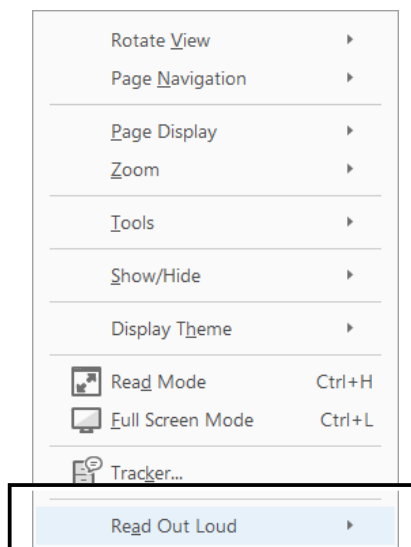 Rotate View
Page Navigation
Page Display
Zoom
Tools
Show/Hide
Display Theme
Read Mode Ctrl+H
Full Screen Mode Ctrl+L
Tracker...
Read Out Loud